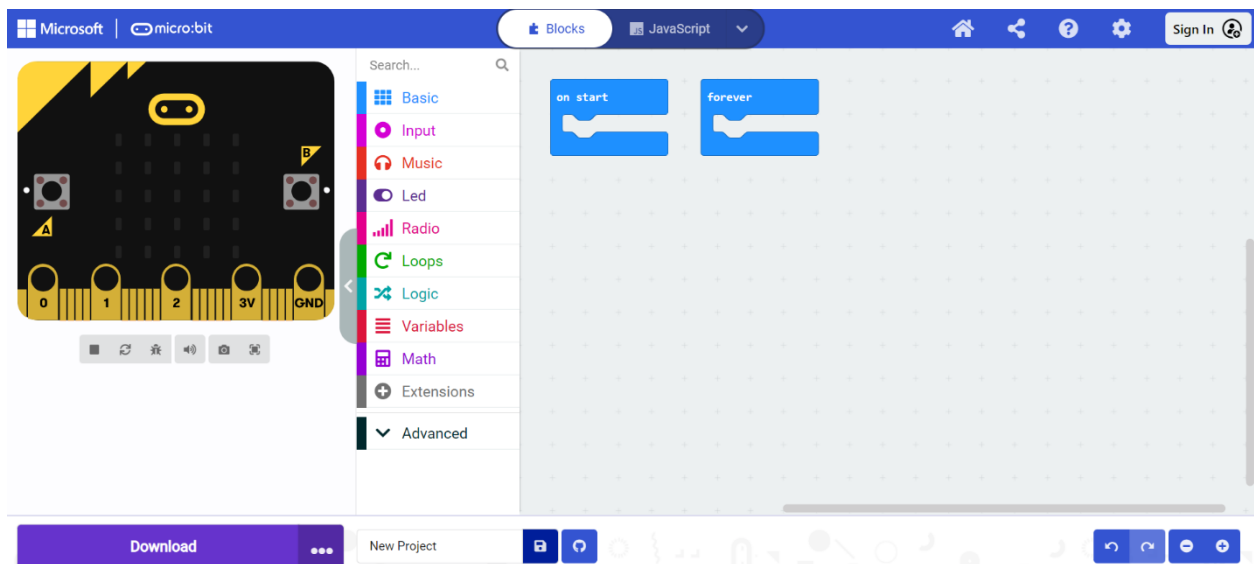 Microsoft micro:bit Blocks JS JavaScript Sign In
Search...
Basic
Input
Music
Led
Radio
Loops
Logic
Variables
Math
Extensions
Advanced
on start
forever
B
A
0 1 2 3V GND
Download
New Project